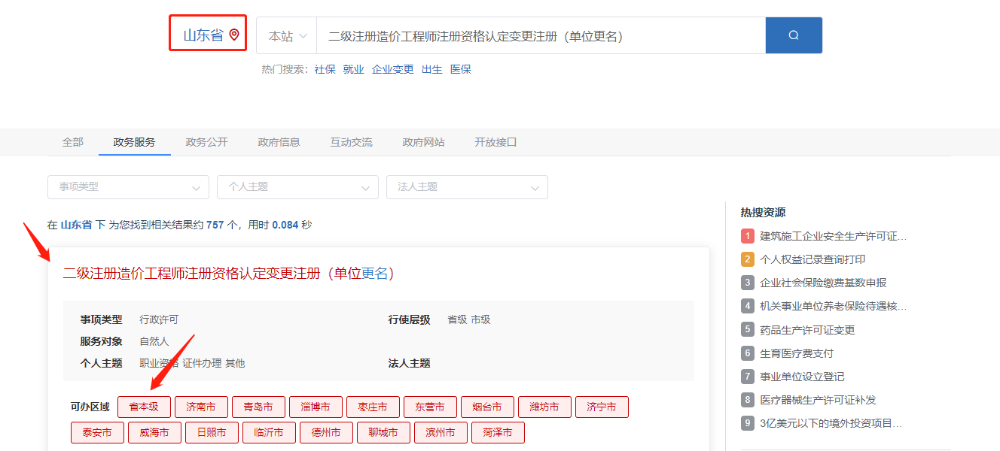 山东省
本站
二级注册造价工程师注册资格认定变更注册（单位更名）
热门搜索： 社保 就业 企业变更 出生 医保
全部 政务服务 政务公开 政府信息 互动交流 政府网站 开放接口
事项类型 个人主题 法人主题
在 山东省 下 为您找到相关结果约 757 个，用时 0.084 秒
二级注册造价工程师注册资格认定变更注册（单位更名）
事项类型 行政许可 行使层级 省级 市级
服务对象 自然人
个人主题 职业资格 证件办理 其他 法人主题
可办区域 省本级 济南市 青岛市 淄博市 枣庄市 东营市 烟台市 潍坊市 济宁市
泰安市 威海市 日照市 临沂市 德州市 聊城市 滨州市 菏泽市
热搜资源
1 建筑施工企业安全生产许可证...
2 个人权益记录查询打印
3 企业社会保险缴费基数申报
4 机关事业单位养老保险待遇核...
5 药品生产许可证变更
6 生育医疗费支付
7 事业单位设立登记
8 医疗器械生产许可证补发
9 3亿美元以下的境外投资项目...